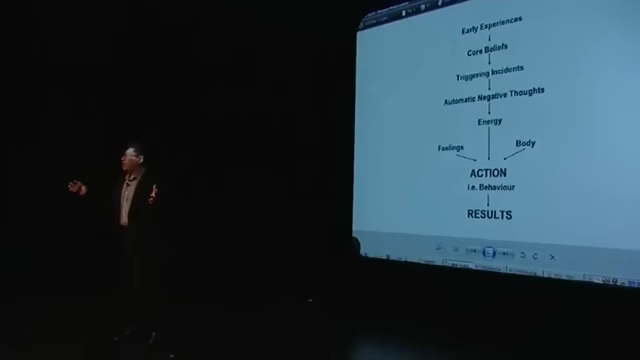 Early Experiences
Core Beliefs
Triggering Incidents
Automatic Negative Thoughts
Energy
Feelings
Body
ACTION
i.e. Behaviour
RESULTS